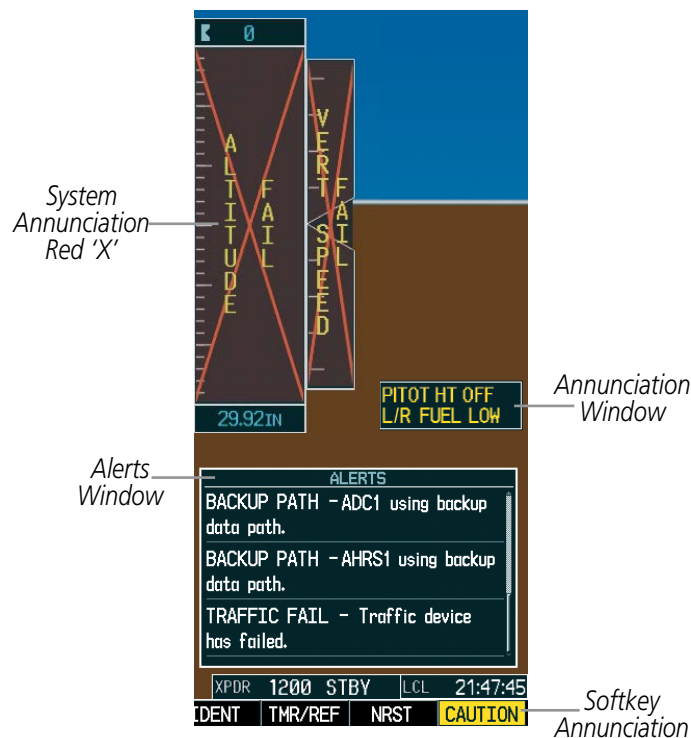 0
ALTITUDE FAIL
VERT SPEED FAIL
System
Annunciation
Red ‘X’
29.92IN
PITOT HT OFF
L/R FUEL LOW
Annunciation
Window
Alerts
Window
ALERTS
BACKUP PATH – ADC1 using backup
data path.
BACKUP PATH – AHRS1 using backup
data path.
TRAFFIC FAIL – Traffic device
has failed.
XPDR 1200 STBY LCL 21:47:45
IDENT TMR/REF NRST CAUTION
Softkey
Annunciation